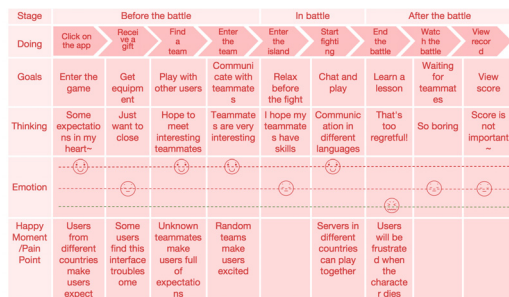 Stage Before the battle In battle After the battle
Doing
Click on
the app
Recei
ve a
gift
Find
a
team
Enter
the
team
Enter
the
island
Start
fighti
ng
End
the
battle
Watc
h the
battle
View
recor
d
Goals
Enter the
game
Get
equipm
ent
Play with
other users
Communi
cate with
teammate
s
Relax
before
the fight
Chat and
play
Learn a
lesson
Waiting
for
teammat
es
View
score
Thinking
Some
expectatio
ns in my
heart~
Just
want to
close
Hope to
meet
interesting
teammates
Teammate
s are very
interesting
I hope my
teammate
s have
skills
Communic
ation in
different
languages
That's
too
regretful!
So boring
Score is
not
important
~
Emotion
Happy
Moment
/Pain
Point
Users
from
different
countries
make
users
expect
Some
users
find this
interface
troubles
ome
Unknown
teammates
make
users full
of
expectatio
ns
Random
teams
make
users
excited
Servers in
different
countries
can play
together
Users
will be
frustrate
d when
the
characte
r dies